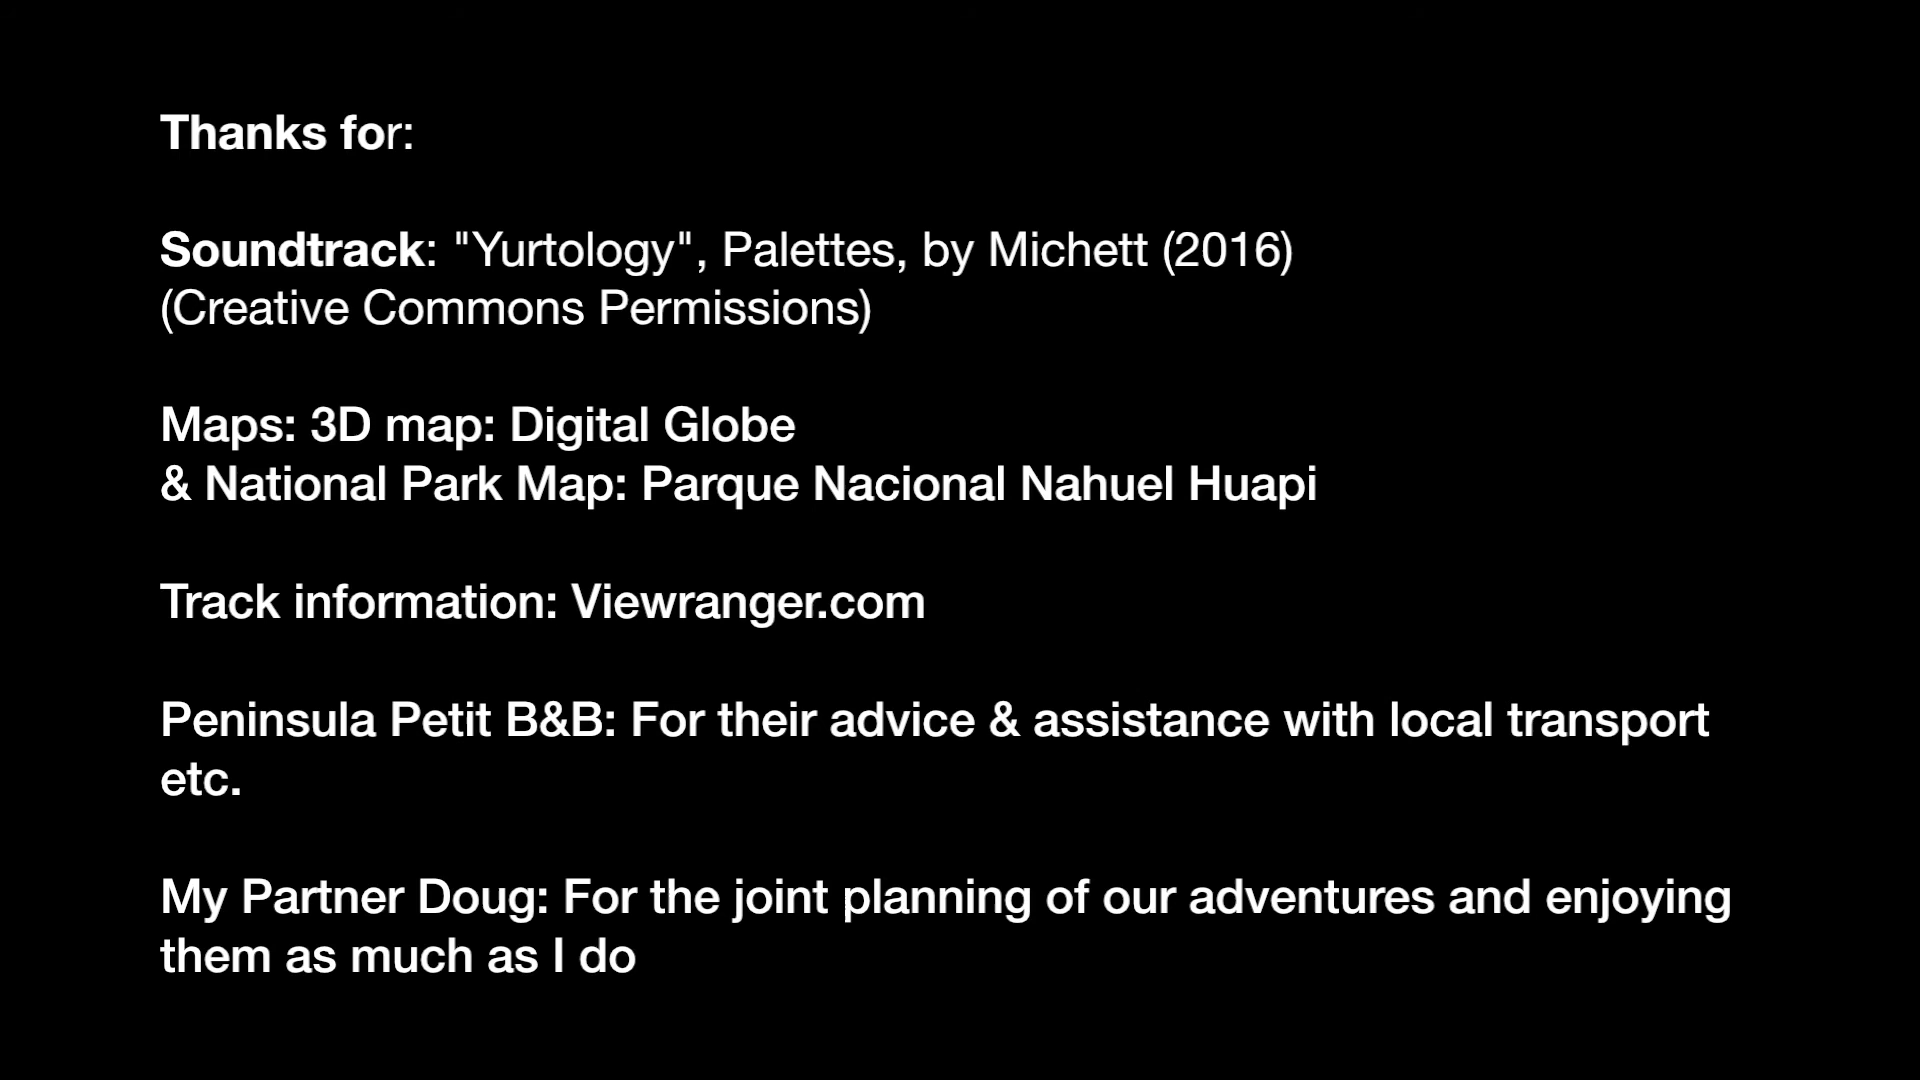 Thanks for:
Soundtrack: "Yurtology", Palettes, by Michett (2016)
(Creative Commons Permissions)
Maps: 3D map: Digital Globe
& National Park Map: Parque Nacional Nahuel Huapi
Track information: Viewranger.com
Peninsula Petit B&B: For their advice & assistance with local transport
etc.
My Partner Doug: For the joint planning of our adventures and enjoying
them as much as I do